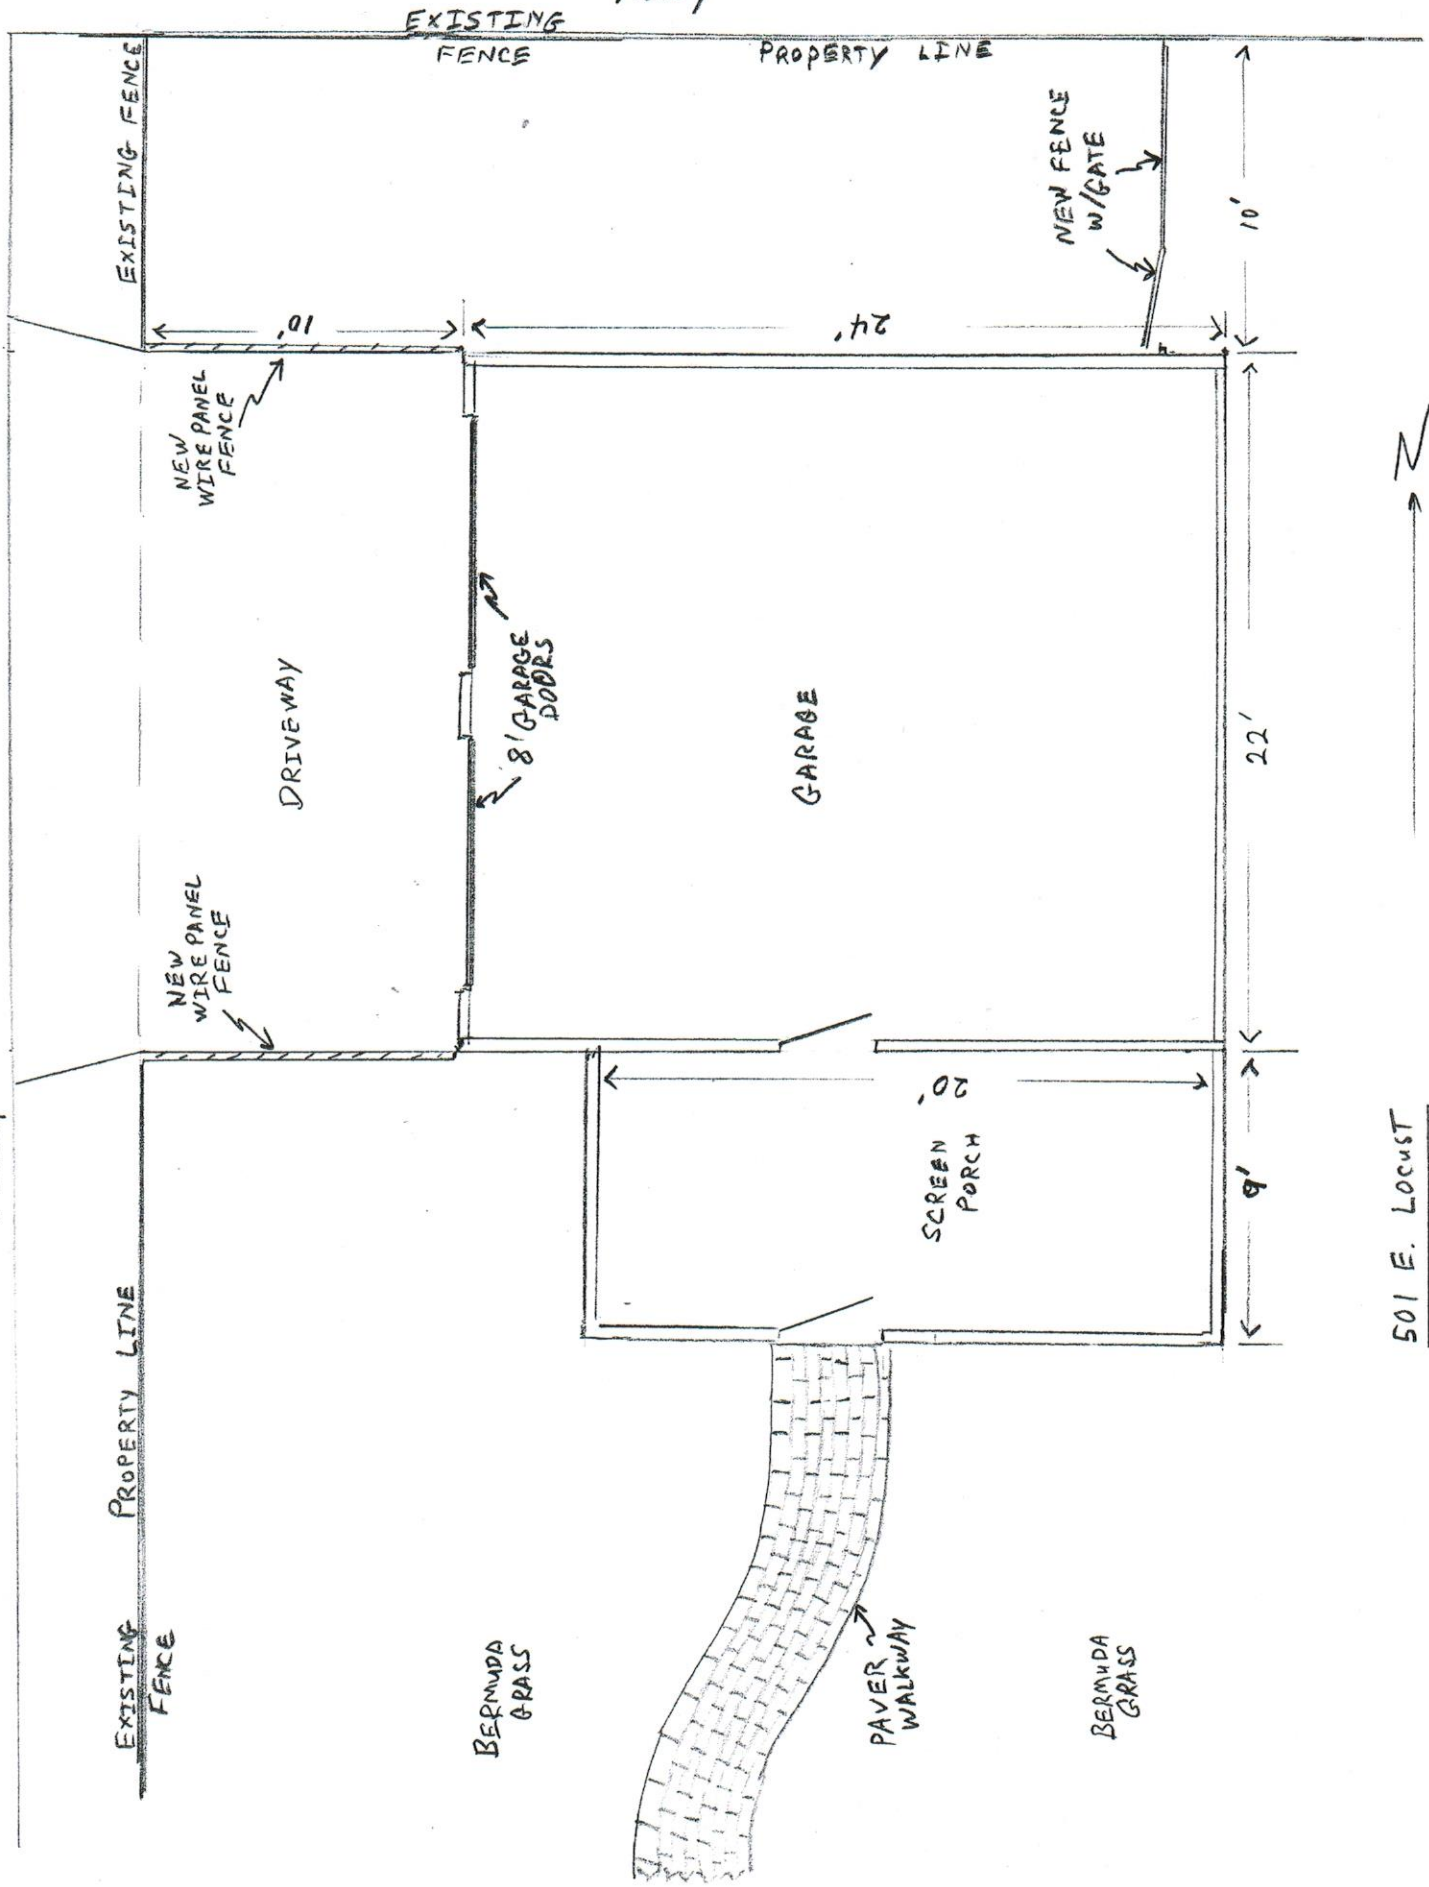 EXISTING
FENCE
PROPERTY LINE
EXISTING FENCE
NEW FENCE
W/GATE
10'
10'
24'
NEW
WIRE PANEL
FENCE
DRIVEWAY
8' GARAGE
DOORS
GARAGE
22'
N
NEW
WIRE PANEL
FENCE
20'
SCREEN
PORCH
9'
501 E. LOCUST
PROPERTY LINE
EXISTING
FENCE
BERMUDA
GRASS
PAVER
WALKWAY
BERMUDA
GRASS